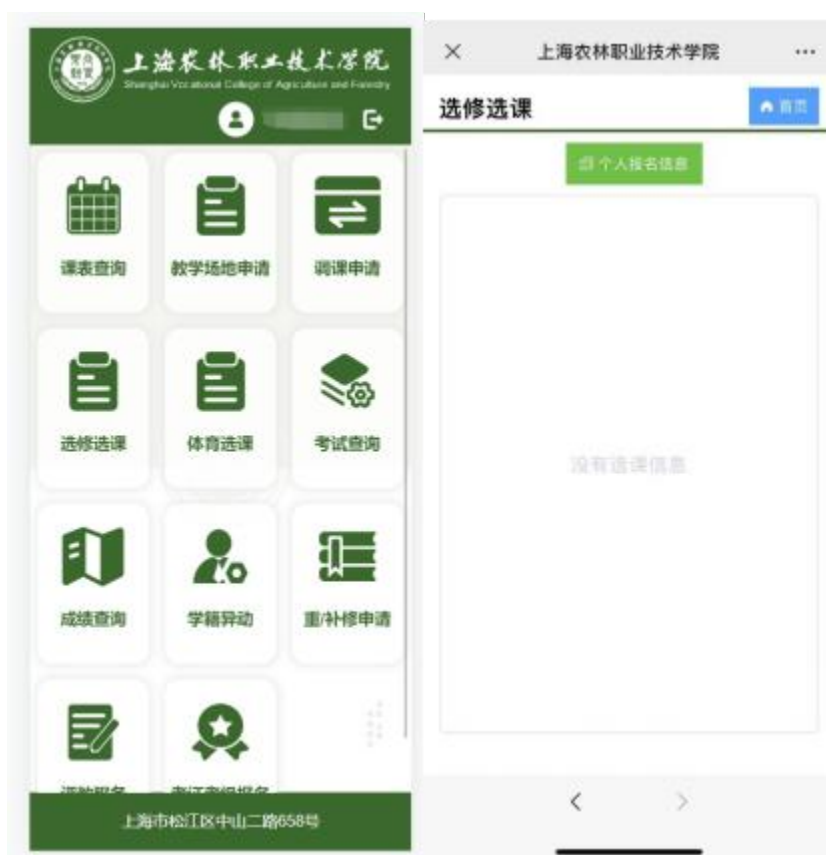 上海农林职业技术学院
Shanghai Vocational College of Agriculture and Forestry
课表查询
教学场地申请
调课申请
选修选课
体育选课
考试查询
成绩查询
学籍异动
重/补修申请
上海市松江区中山二路658号
上海农林职业技术学院
选修选课
首页
个人报名信息
没有选课信息